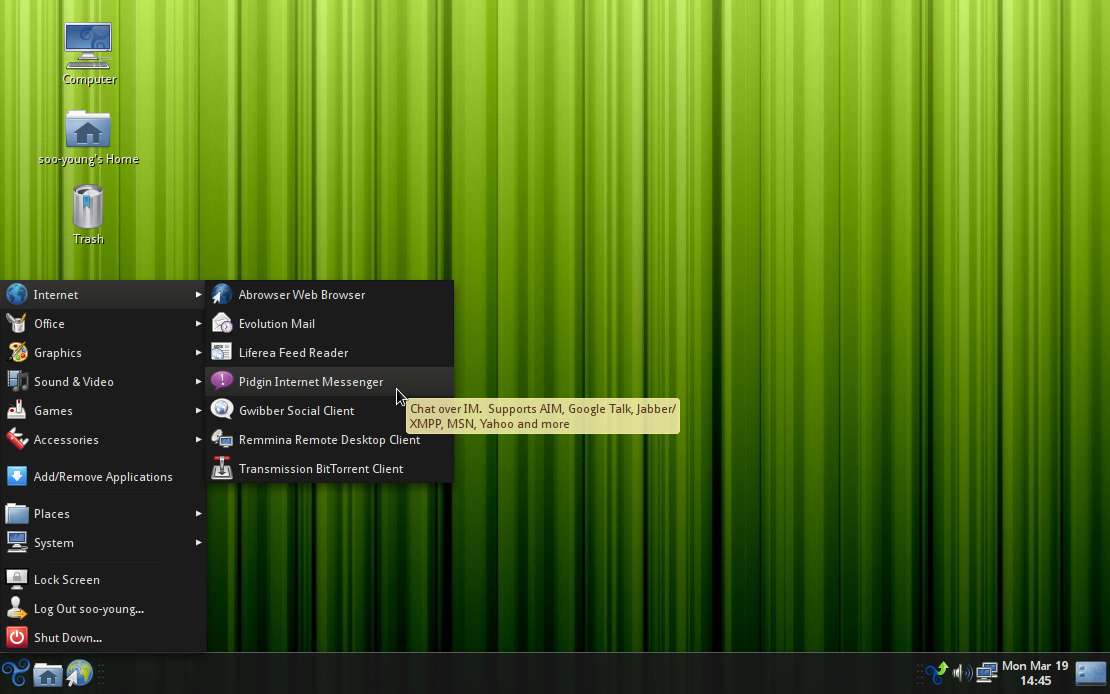 Computer
soo-young's Home
Trash
Internet
Office
Graphics
Sound & Video
Games
Accessories
Add/Remove Applications
Places
System
Lock Screen
Log Out soo-young...
Shut Down...
Abrowser Web Browser
Evolution Mail
Liferea Feed Reader
Pidgin Internet Messenger
Gwibber Social Client
Remmina Remote Desktop Client
Transmission BitTorrent Client
Chat over IM.  Supports AIM, Google Talk, Jabber/
XMPP, MSN, Yahoo and more
Mon Mar 19
14:45